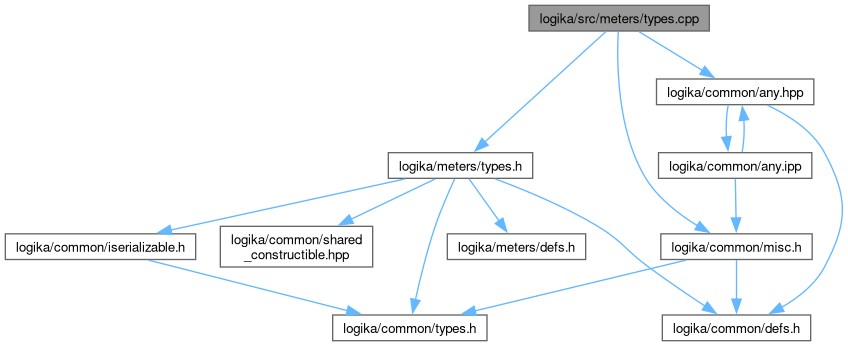 logika/src/meters/types.cpp
logika/common/any.hpp
logika/meters/types.h
logika/common/any.ipp
logika/common/iserializable.h
logika/common/shared
_constructible.hpp
logika/meters/defs.h
logika/common/misc.h
logika/common/types.h
logika/common/defs.h